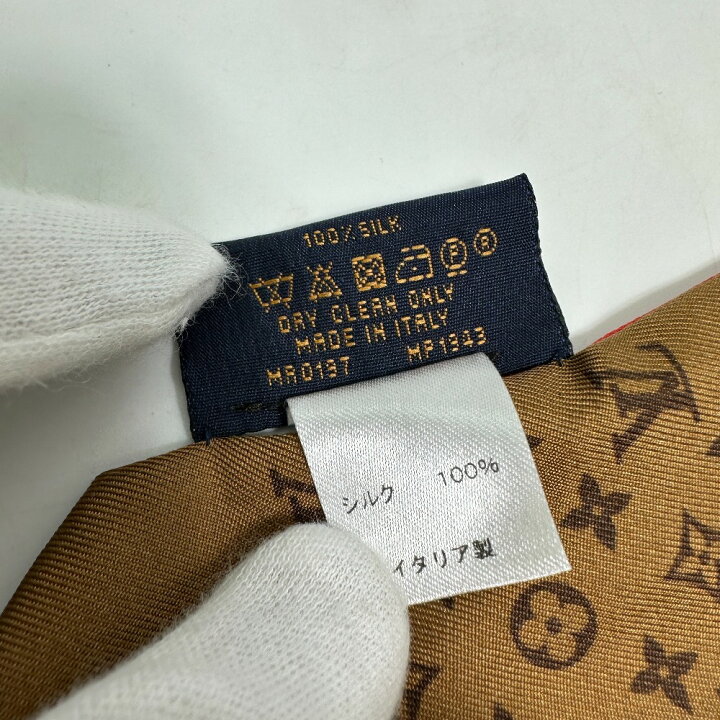 100% SILK
DRY CLEAN ONLY
MADE IN ITALY
MA0137 MP1343
シルク 100%
イタリア製